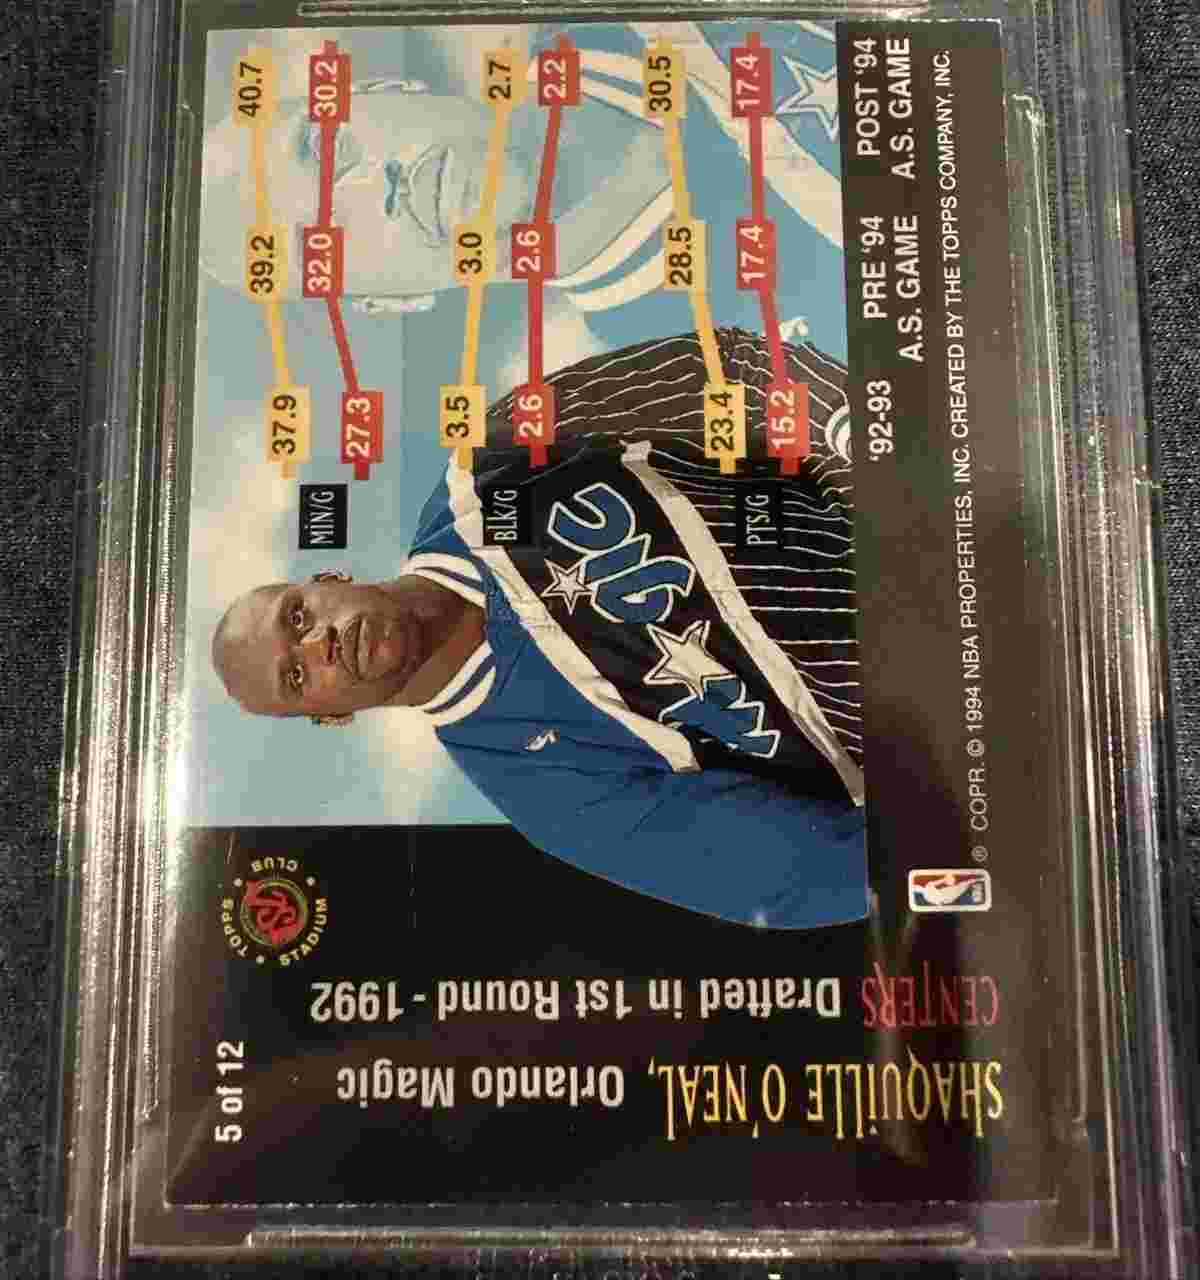 5 of 12
TOPPS
STADIUM
CLUB
SC
SHAQUILLE O'NEAL,
Orlando Magic
CENTERS
Drafted in 1st Round - 1992
MIN/G
37.9
39.2
40.7
27.3
32.0
30.2
BLK/G
3.5
3.0
2.7
2.6
2.6
2.2
PTS/G
23.4
28.5
30.5
15.2
17.4
17.4
'92-93
PRE '94
A.S. GAME
POST '94
A.S. GAME
MAGIC
NBA
® COPR. © 1994 NBA PROPERTIES, INC. CREATED BY THE TOPPS COMPANY, INC.